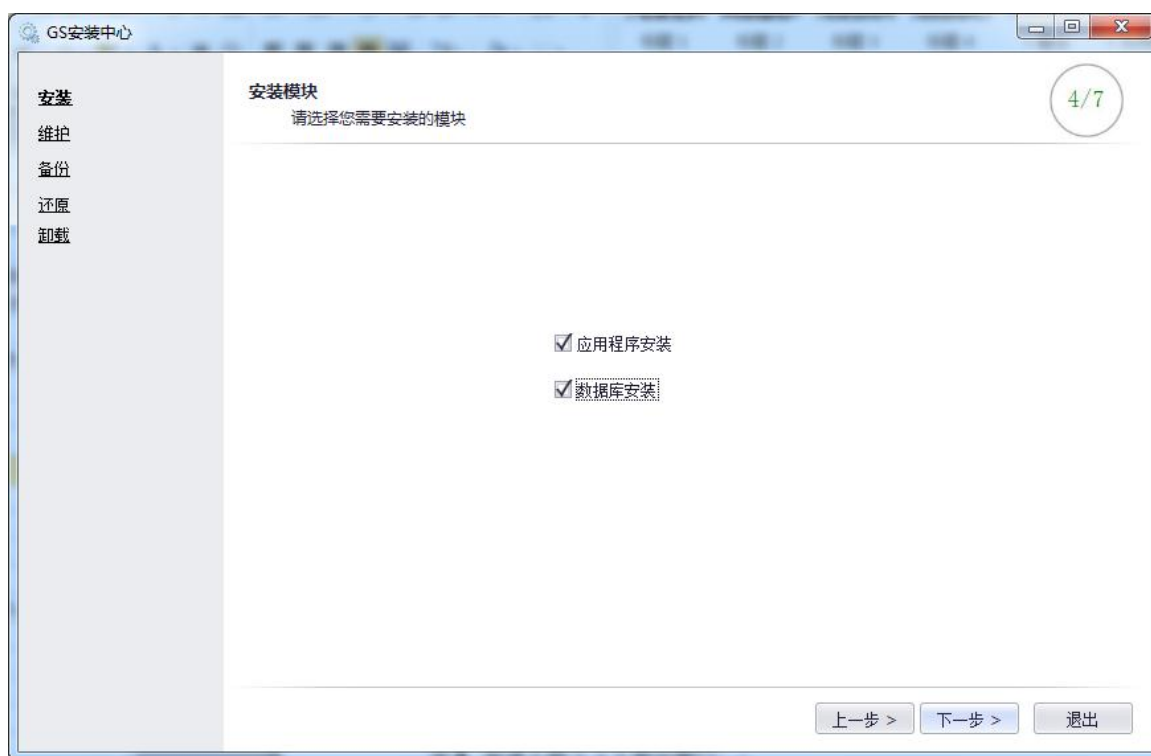 GS安装中心
安装
维护
备份
还原
卸载
安装模块
请选择您需要安装的模块
4/7
应用程序安装
数据库安装
上一步 >
下一步 >
退出